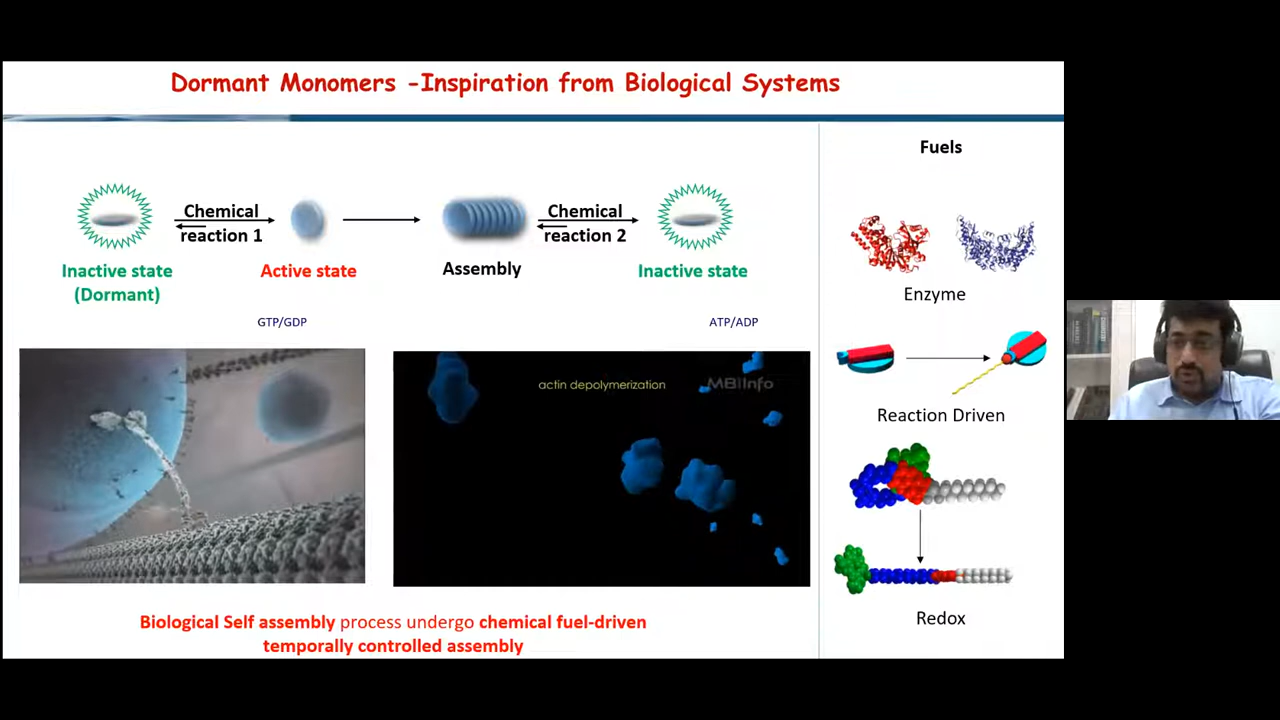 Dormant Monomers -Inspiration from Biological Systems
Fuels
Chemical
reaction 1
Chemical
reaction 2
Inactive state
(Dormant)
Active state
Assembly
Inactive state
GTP/GDP
ATP/ADP
Enzyme
actin depolymerization
MBInfo
Reaction Driven
Redox
Biological Self assembly process undergo chemical fuel-driven
temporally controlled assembly